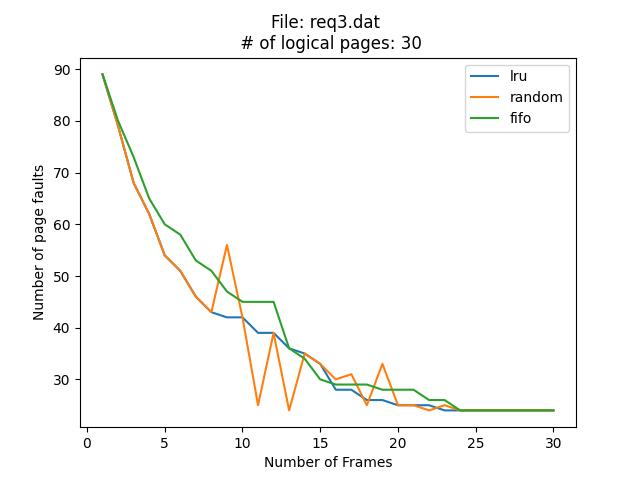 File: req3.dat
# of logical pages: 30
lru
random
fifo
Number of page faults
90
80
70
60
50
40
30
0
5
10
15
20
25
30
Number of Frames